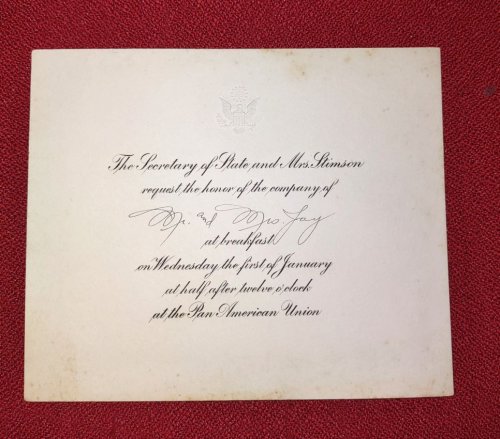 The Secretary of State and Mrs. Stimson
request the honor of the company of
Mr. and Mrs Jay
at breakfast
on Wednesday the first of January
at half after twelve o'clock
at the Pan American Union